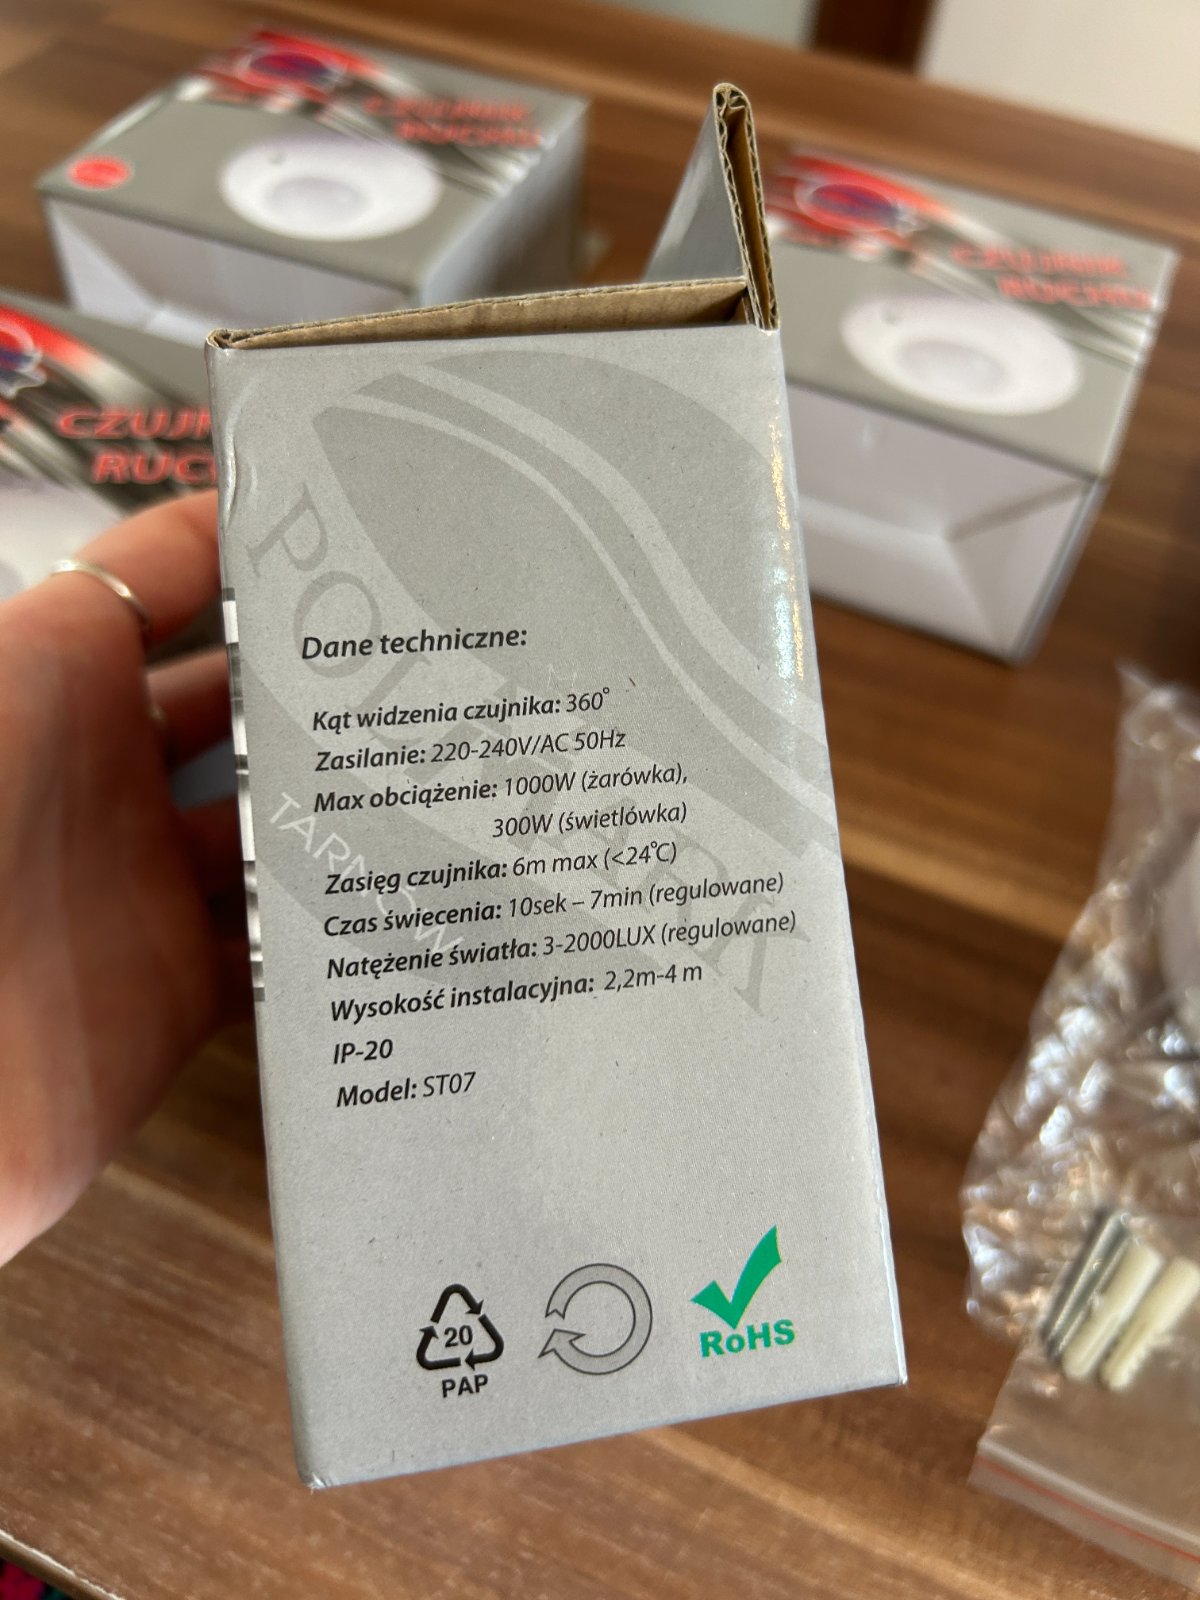 CZUJNIK
RUCHU
CZUJNIK
RUCHU
Dane techniczne:
Kąt widzenia czujnika: 360°
Zasilanie: 220-240V/AC 50Hz
Max obciążenie: 1000W (żarówka),
300W (świetlówka)
Zasięg czujnika: 6m max (<24°C)
Czas świecenia: 10sek – 7min (regulowane)
Natężenie światła: 3-2000LUX (regulowane)
Wysokość instalacyjna: 2,2m-4 m
IP-20
Model: ST07
20
PAP
RoHS